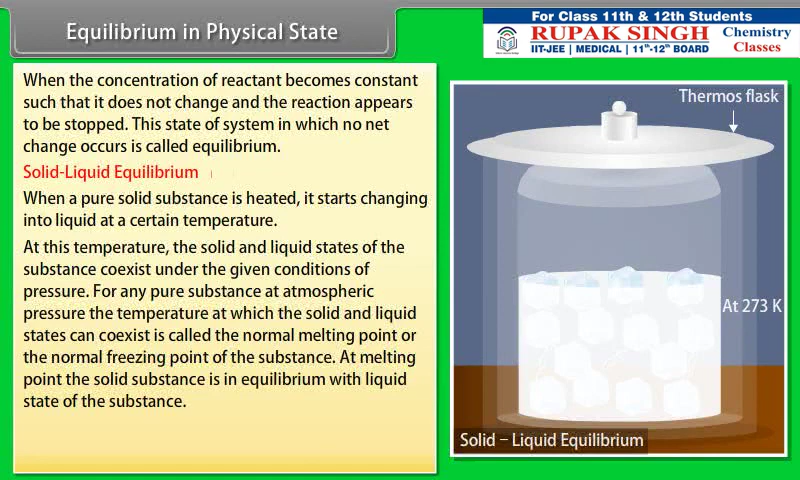 Equilibrium in Physical State
For Class 11th & 12th Students
RUPAK SINGH
IIT-JEE | MEDICAL | 11th-12th BOARD
Chemistry
Classes
When the concentration of reactant becomes constant
such that it does not change and the reaction appears
to be stopped. This state of system in which no net
change occurs is called equilibrium.
Solid-Liquid Equilibrium
When a pure solid substance is heated, it starts changing
into liquid at a certain temperature.
At this temperature, the solid and liquid states of the
substance coexist under the given conditions of
pressure. For any pure substance at atmospheric
pressure the temperature at which the solid and liquid
states can coexist is called the normal melting point or
the normal freezing point of the substance. At melting
point the solid substance is in equilibrium with liquid
state of the substance.
Thermos flask
At 273 K
Solid – Liquid Equilibrium